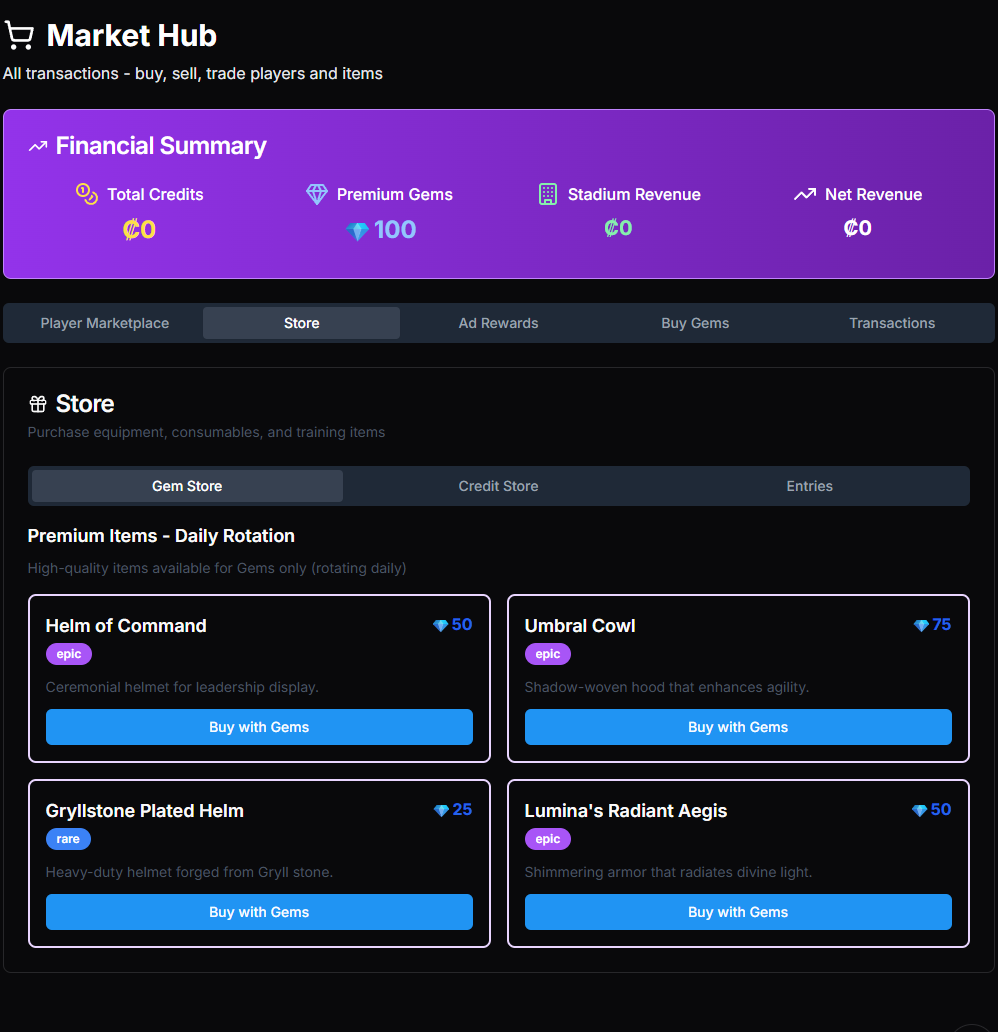 Market Hub
All transactions - buy, sell, trade players and items
Financial Summary
Total Credits
Premium Gems
Stadium Revenue
Net Revenue
₡0
100
₡0
₡0
Player Marketplace
Store
Ad Rewards
Buy Gems
Transactions
Store
Purchase equipment, consumables, and training items
Gem Store
Credit Store
Entries
Premium Items - Daily Rotation
High-quality items available for Gems only (rotating daily)
Helm of Command
50
epic
Ceremonial helmet for leadership display.
Buy with Gems
Umbral Cowl
75
epic
Shadow-woven hood that enhances agility.
Buy with Gems
Gryllstone Plated Helm
25
rare
Heavy-duty helmet forged from Gryll stone.
Buy with Gems
Lumina's Radiant Aegis
50
epic
Shimmering armor that radiates divine light.
Buy with Gems